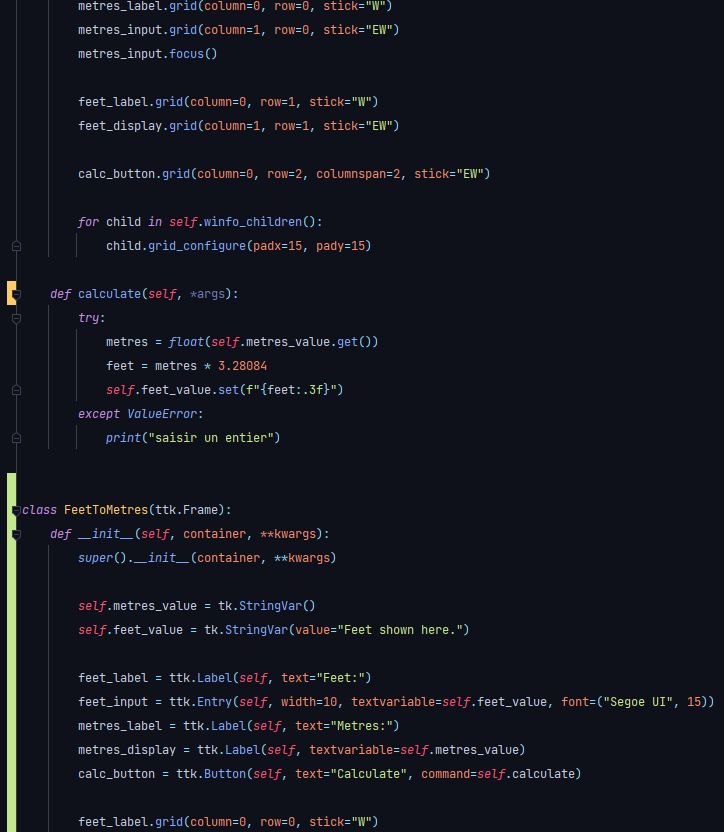 metres_label.grid(column=0, row=0, stick="W")
metres_input.grid(column=1, row=0, stick="EW")
metres_input.focus()
feet_label.grid(column=0, row=1, stick="W")
feet_display.grid(column=1, row=1, stick="EW")
calc_button.grid(column=0, row=2, columnspan=2, stick="EW")
for child in self.winfo_children():
child.grid_configure(padx=15, pady=15)
def calculate(self, *args):
try:
metres = float(self.metres_value.get())
feet = metres * 3.28084
self.feet_value.set(f"{feet:.3f}")
except ValueError:
print("saisir un entier")
class FeetToMetres(ttk.Frame):
def __init__(self, container, **kwargs):
super().__init__(container, **kwargs)
self.metres_value = tk.StringVar()
self.feet_value = tk.StringVar(value="Feet shown here.")
feet_label = ttk.Label(self, text="Feet:")
feet_input = ttk.Entry(self, width=10, textvariable=self.feet_value, font=("Segoe UI", 15))
metres_label = ttk.Label(self, text="Metres:")
metres_display = ttk.Label(self, textvariable=self.metres_value)
calc_button = ttk.Button(self, text="Calculate", command=self.calculate)
feet_label.grid(column=0, row=0, stick="W")